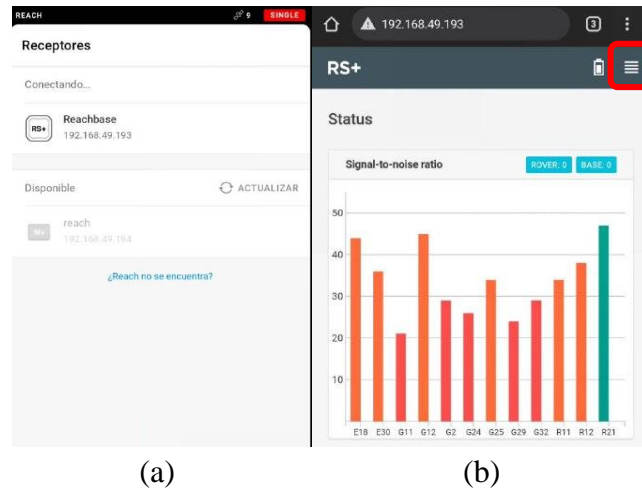 REACH 9 SINGLE
Receptores
Conectando...
RS+ Reachbase
192.168.49.193
Disponible ACTUALIZAR
M+ reach
192.168.49.194
¿Reach no se encuentra?
(a)
192.168.49.193 3
RS+
Status
Signal-to-noise ratio ROVER: 0 BASE: 0
50
40
30
20
10
E18 E30 G11 G12 G2 G24 G25 G29 G32 R11 R12 R21
(b)